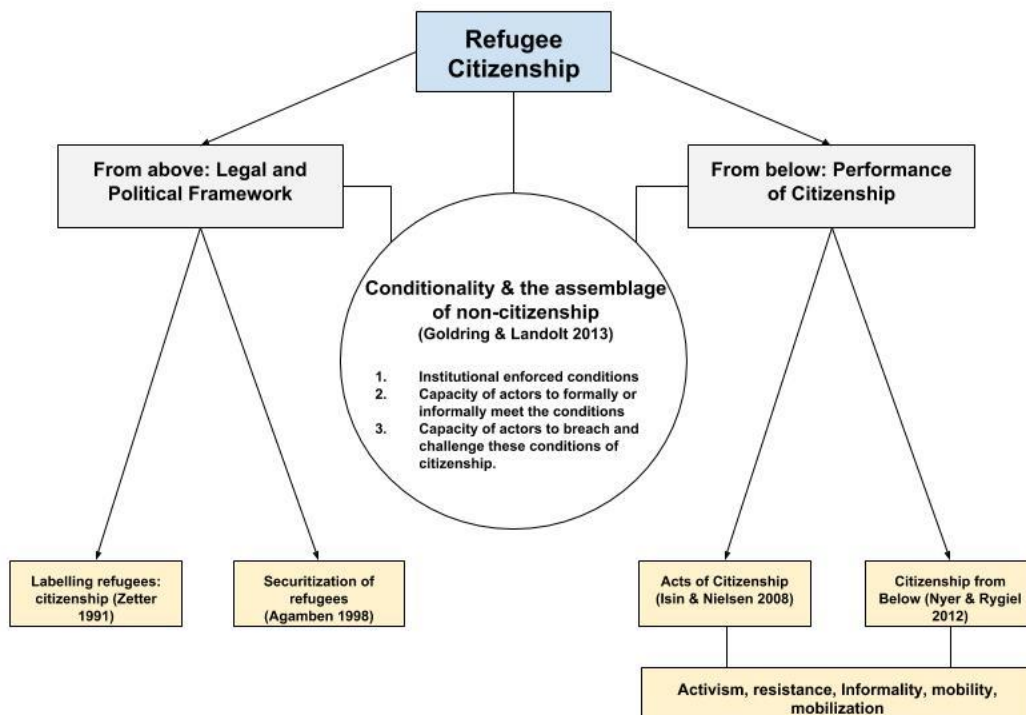 Refugee
Citizenship
From above: Legal and
Political Framework
From below: Performance
of Citizenship
Conditionality & the assemblage
of non-citizenship
(Goldring & Landolt 2013)
1. Institutional enforced conditions
2. Capacity of actors to formally or
informally meet the conditions
3. Capacity of actors to breach and
challenge these conditions of
citizenship.
Labelling refugees:
citizenship (Zetter
1991)
Securitization of
refugees
(Agamben 1998)
Acts of Citizenship
(Isin & Nielsen 2008)
Citizenship from
Below (Nyer & Rygiel
2012)
Activism, resistance, Informality, mobility,
mobilization